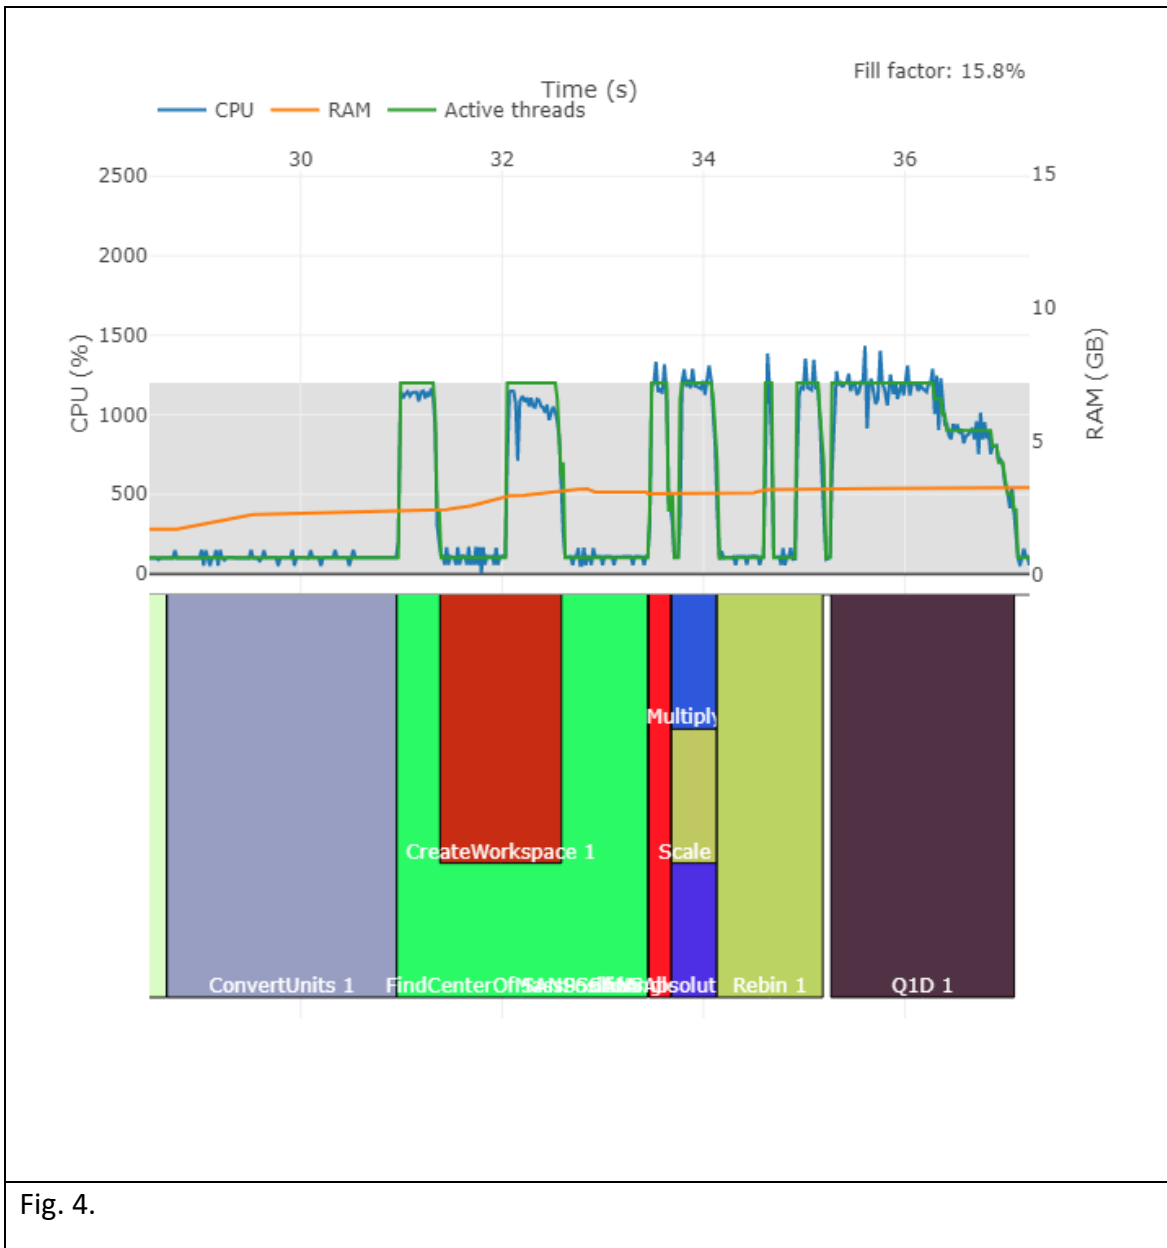 Fill factor: 15.8%
Time (s)
CPU RAM Active threads
30 32 34 36
2500 15
2000
10
1500
CPU (%) RAM (GB)
1000
5
500
0 0
Multiply
CreateWorkspace 1 Scale
ConvertUnits 1 FindCenterOfMass Rebin 1 Q1D 1
Fig. 4.